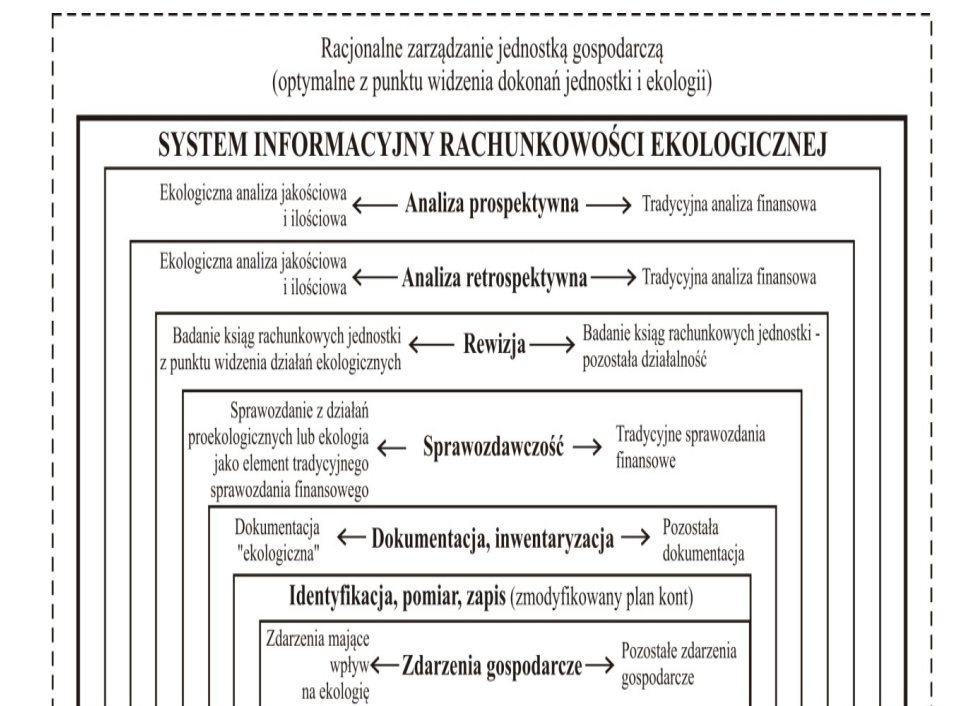 Racjonalne zarządzanie jednostką gospodarczą
(optymalne z punktu widzenia dokonań jednostki i ekologii)
SYSTEM INFORMACYJNY RACHUNKOWOŚCI EKOLOGICZNEJ
Ekologiczna analiza jakościowa
i ilościowa
Analiza prospektywna
Tradycyjna analiza finansowa
Ekologiczna analiza jakościowa
i ilościowa
Analiza retrospektywna
Tradycyjna analiza finansowa
Badanie ksiąg rachunkowych jednostki
z punktu widzenia działań ekologicznych
Rewizja
Badanie ksiąg rachunkowych jednostki -
pozostała działalność
Sprawozdanie z działań
proekologicznych lub ekologia
jako element tradycyjnego
sprawozdania finansowego
Sprawozdawczość
Tradycyjne sprawozdania
finansowe
Dokumentacja
"ekologiczna"
Dokumentacja, inwentaryzacja
Pozostała
dokumentacja
Identyfikacja, pomiar, zapis (zmodyfikowany plan kont)
Zdarzenia mające
wpływ
na ekologię
Zdarzenia gospodarcze
Pozostałe zdarzenia
gospodarcze